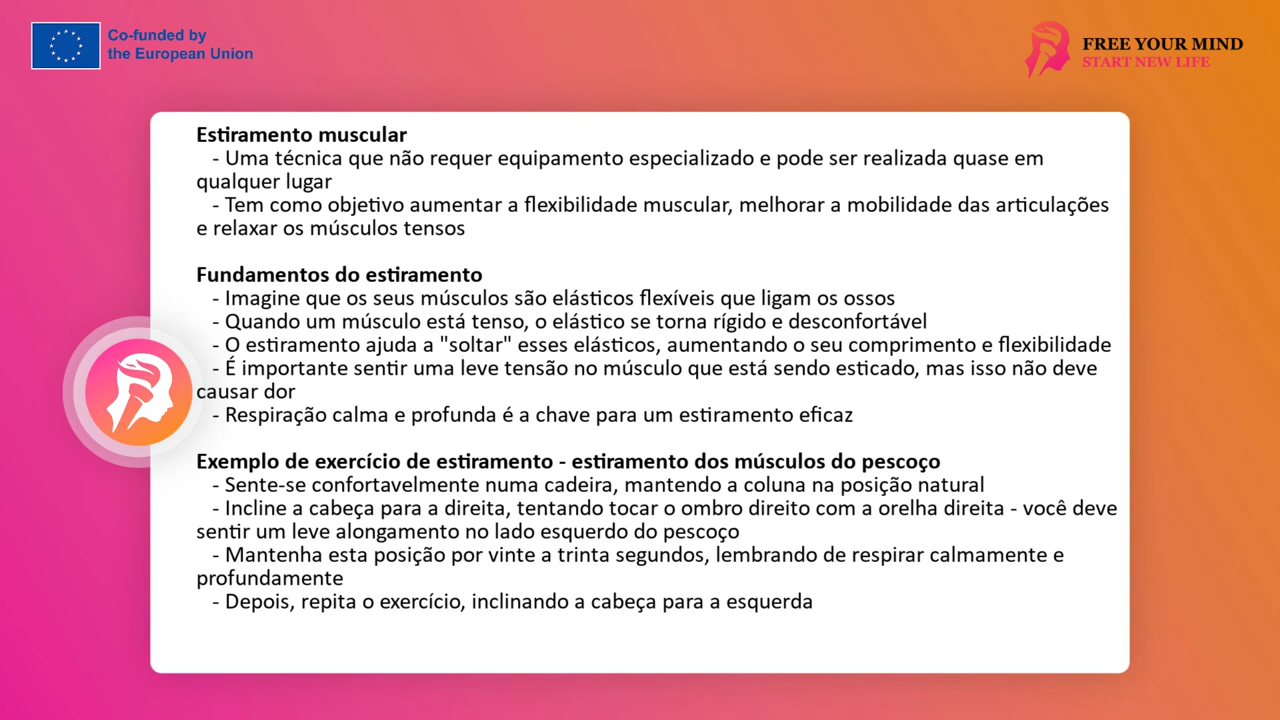 Co-funded by
the European Union
FREE YOUR MIND
START NEW LIFE
Estiramento muscular
- Uma técnica que não requer equipamento especializado e pode ser realizada quase em
qualquer lugar
- Tem como objetivo aumentar a flexibilidade muscular, melhorar a mobilidade das articulações
e relaxar os músculos tensos
Fundamentos do estiramento
- Imagine que os seus músculos são elásticos flexíveis que ligam os ossos
- Quando um músculo está tenso, o elástico se torna rígido e desconfortável
- O estiramento ajuda a "soltar" esses elásticos, aumentando o seu comprimento e flexibilidade
- É importante sentir uma leve tensão no músculo que está sendo esticado, mas isso não deve
causar dor
- Respiração calma e profunda é a chave para um estiramento eficaz
Exemplo de exercício de estiramento - estiramento dos músculos do pescoço
- Sente-se confortavelmente numa cadeira, mantendo a coluna na posição natural
- Incline a cabeça para a direita, tentando tocar o ombro direito com a orelha direita - você deve
sentir um leve alongamento no lado esquerdo do pescoço
- Mantenha esta posição por vinte a trinta segundos, lembrando de respirar calmamente e
profundamente
- Depois, repita o exercício, inclinando a cabeça para a esquerda